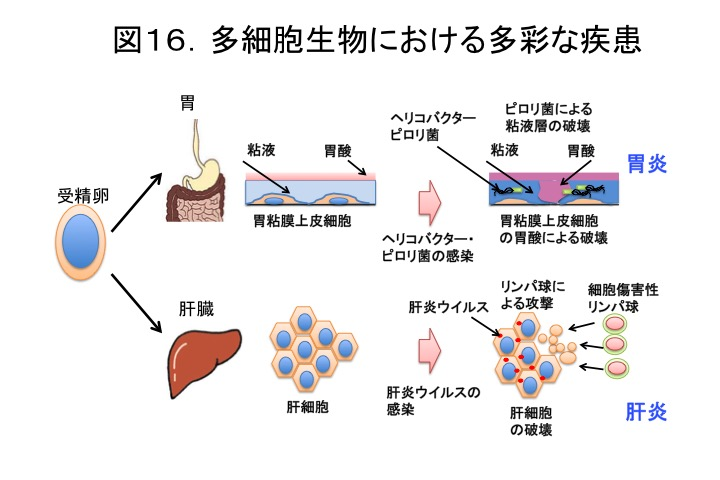 図１６．多細胞生物における多彩な疾患
受精卵
胃
粘液
胃酸
胃粘膜上皮細胞
ヘリコバクター
ピロリ菌
ヘリコバクター・
ピロリ菌の感染
ピロリ菌による
粘液層の破壊
粘液
胃酸
胃炎
胃粘膜上皮細胞
の胃酸による破壊
肝臓
肝細胞
肝炎ウイルス
肝炎ウイルスの
感染
リンパ球に
よる攻撃
細胞傷害性
リンパ球
肝細胞
の破壊
肝炎